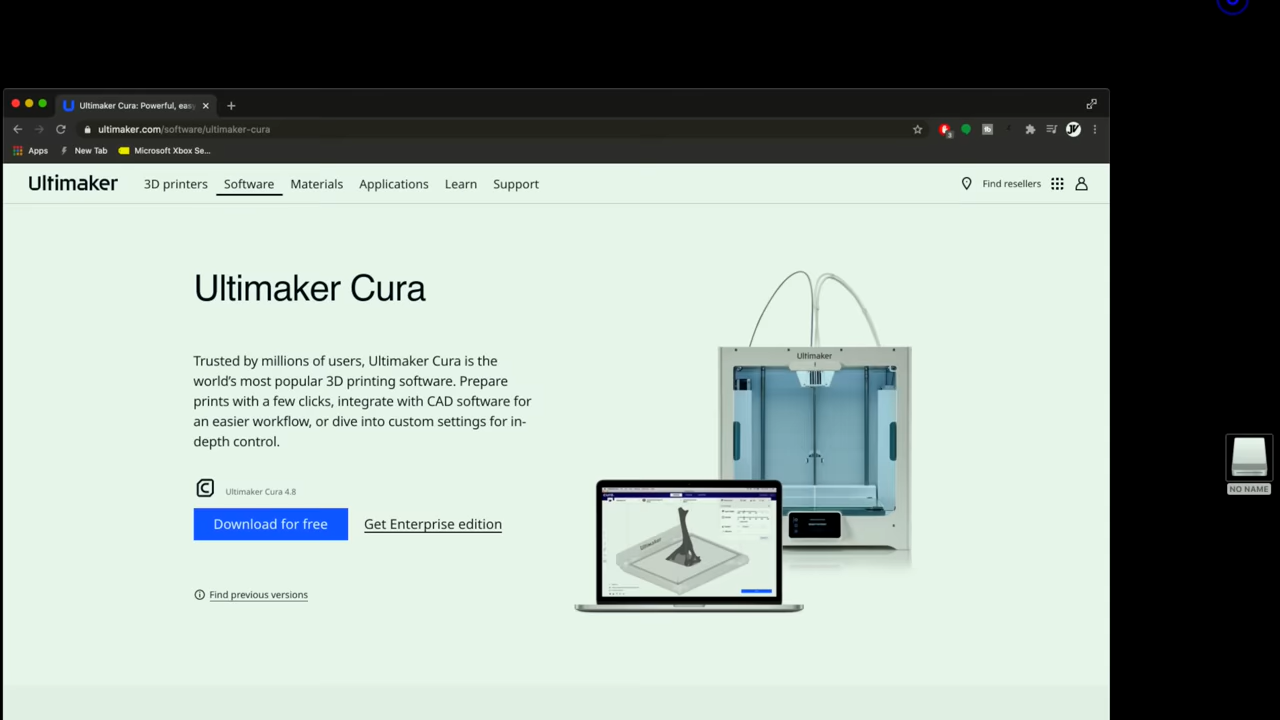 Ultimaker Cura: Powerful, easy
ultimaker.com/software/ultimaker-cura
Apps New Tab Microsoft Xbox Se...
Ultimaker 3D printers Software Materials Applications Learn Support Find resellers
Ultimaker Cura
Trusted by millions of users, Ultimaker Cura is the
world's most popular 3D printing software. Prepare
prints with a few clicks, integrate with CAD software for
an easier workflow, or dive into custom settings for in-
depth control.
Ultimaker Cura 4.8
Download for free Get Enterprise edition
Find previous versions
Ultimaker
Ultimaker
NO NAME